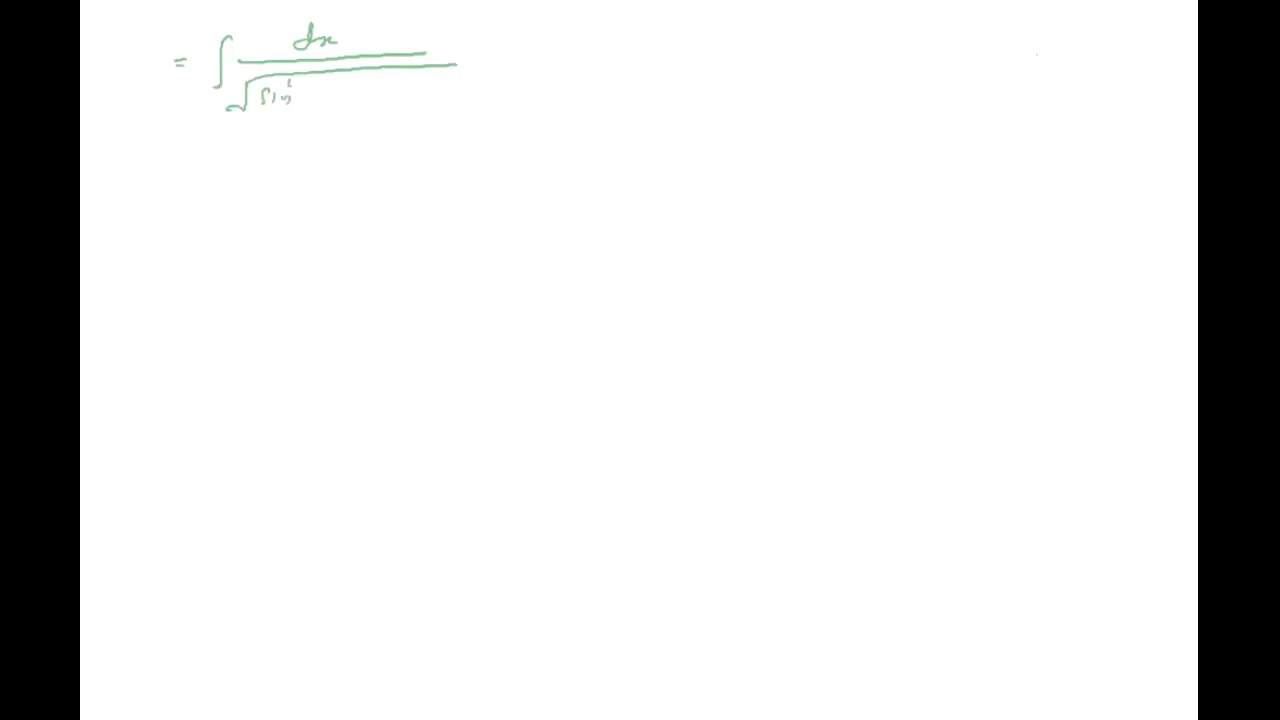 = ∫ dx / √sin